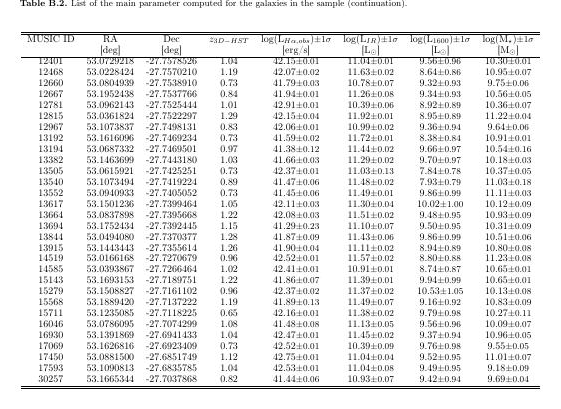 Table B.2. List of the main parameter computed for the galaxies in the sample (continuation).
MUSIC ID RA Dec z3D−HST log(LHα,obs)±1σ log(LIR)±1σ log(L1600)±1σ log(M⋆)±1σ
[deg] [deg] [erg/s] [L⊙] [L⊙] [M⊙]
12401 53.0729218 -27.7578526 1.04 42.15±0.01 11.04±0.01 9.56±0.96 10.30±0.01
12468 53.0228424 -27.7570210 1.19 42.07±0.02 11.63±0.02 8.64±0.86 10.95±0.07
12660 53.0804939 -27.7538910 0.73 41.79±0.03 10.78±0.07 9.32±0.93 9.75±0.06
12667 53.1952438 -27.7537766 0.84 41.94±0.01 11.26±0.08 9.34±0.93 10.56±0.05
12781 53.0962143 -27.7525444 1.01 42.91±0.01 10.39±0.06 8.92±0.89 10.36±0.07
12815 53.0361824 -27.7522922 1.29 42.15±0.04 11.92±0.01 8.95±0.89 11.22±0.04
12967 53.1073837 -27.7498131 0.83 42.06±0.01 10.99±0.02 9.36±0.94 9.64±0.06
13192 53.1616096 -27.7469234 0.73 41.59±0.02 11.72±0.01 8.38±0.84 10.91±0.01
13194 53.0687332 -27.7469501 0.97 41.38±0.12 11.44±0.02 9.66±0.97 10.54±0.16
13382 53.1463699 -27.7443180 1.03 41.66±0.03 11.29±0.02 9.70±0.97 10.18±0.03
13505 53.0615921 -27.7425251 0.73 42.37±0.01 11.03±0.13 7.84±0.78 10.37±0.05
13540 53.1073494 -27.7419224 0.89 41.47±0.06 11.48±0.02 7.93±0.79 11.03±0.18
13552 53.0940933 -27.7405052 0.73 41.45±0.06 11.49±0.01 9.86±0.99 11.11±0.03
13617 53.1501236 -27.7399464 1.05 42.11±0.03 11.30±0.04 10.02±1.00 10.12±0.09
13664 53.0837898 -27.7395668 1.22 42.08±0.03 11.51±0.02 9.48±0.95 10.93±0.09
13694 53.1752434 -27.7392445 1.15 41.29±0.23 11.10±0.07 9.50±0.95 10.31±0.09
13844 53.0494080 -27.7370377 1.28 41.87±0.09 11.43±0.06 9.86±0.99 10.51±0.06
13915 53.1443443 -27.7355614 1.26 41.90±0.04 11.11±0.02 8.94±0.89 10.80±0.08
14519 53.0166168 -27.7270679 0.96 42.52±0.01 11.57±0.02 8.80±0.88 11.23±0.08
14585 53.0393867 -27.7266464 1.02 42.41±0.01 10.91±0.01 8.74±0.87 10.65±0.01
15143 53.1693153 -27.7189751 1.22 41.86±0.07 11.39±0.01 9.94±0.99 10.65±0.01
15279 53.1508827 -27.7161102 0.96 42.37±0.02 11.37±0.02 10.53±1.05 10.13±0.08
15568 53.1889420 -27.7137222 1.19 41.89±0.13 11.49±0.07 9.16±0.92 10.83±0.09
15711 53.1235085 -27.7118225 0.65 42.16±0.01 11.38±0.02 9.79±0.98 10.27±0.11
16046 53.0786095 -27.7074299 1.08 41.48±0.08 11.13±0.05 9.56±0.96 10.09±0.07
16930 53.1391869 -27.6941433 1.04 42.47±0.01 11.45±0.02 9.37±0.94 10.96±0.05
17069 53.1626816 -27.6923409 0.73 42.52±0.01 10.39±0.09 9.76±0.98 9.55±0.05
17450 53.0881500 -27.6851749 1.12 42.75±0.01 11.04±0.04 9.52±0.95 11.01±0.07
17593 53.1090813 -27.6835785 1.04 42.53±0.01 11.04±0.08 9.49±0.95 9.18±0.09
30257 53.1665344 -27.7037868 0.82 41.44±0.06 10.93±0.07 9.42±0.94 9.69±0.04